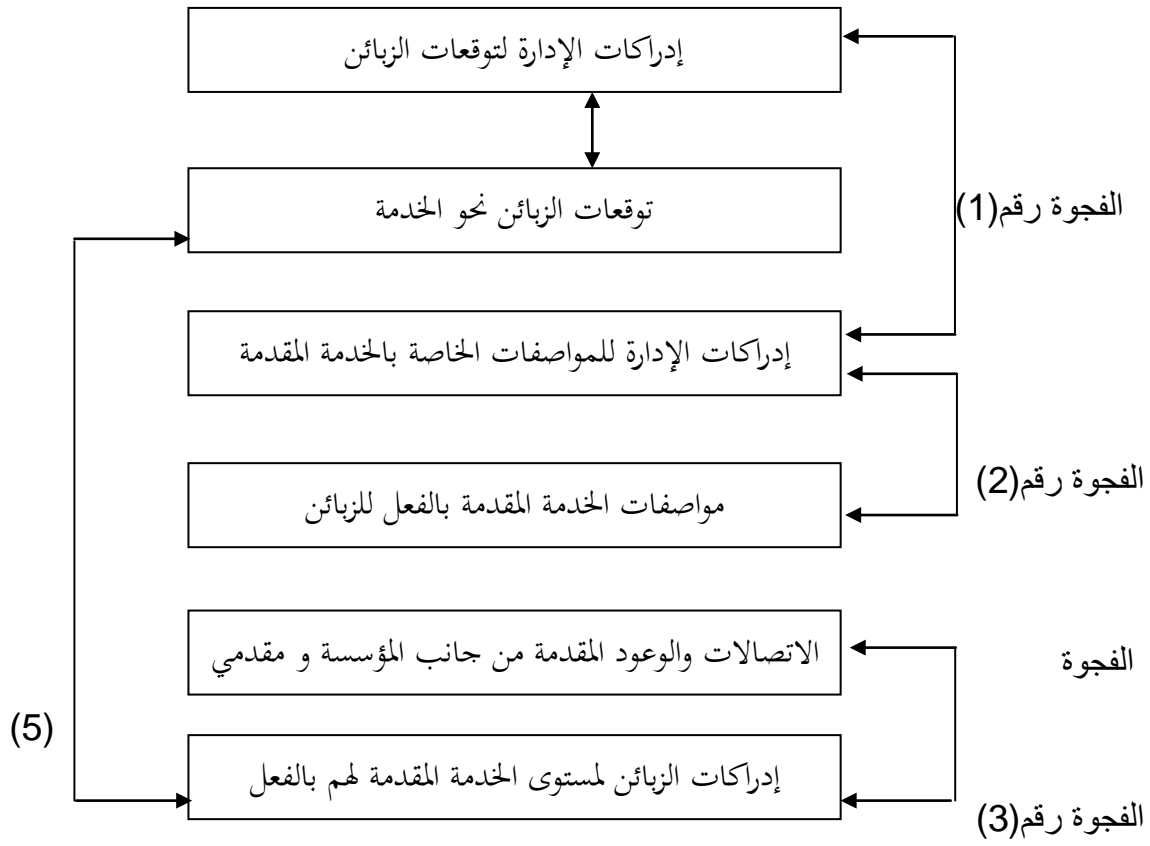 إدراكات الإدارة لتوقعات الزبائن
توقعات الزبائن نحو الخدمة
الفجوة رقم(1)
إدراكات الإدارة للمواصفات الخاصة بالخدمة المقدمة
الفجوة رقم(2)
مواصفات الخدمة المقدمة بالفعل للزبائن
الاتصالات والوعود المقدمة من جانب المؤسسة و مقدمي
الفجوة
(5)
إدراكات الزبائن لمستوى الخدمة المقدمة لهم بالفعل
الفجوة رقم(3)